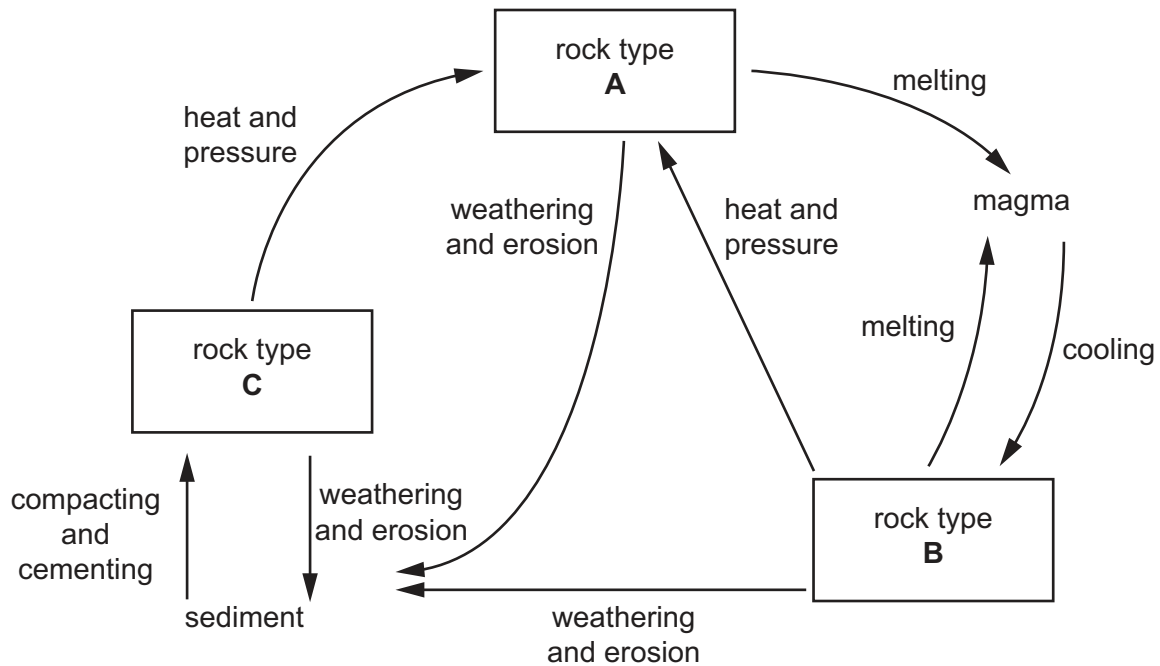 rock type
A
melting
heat and
pressure
magma
weathering
and erosion
heat and
pressure
melting
cooling
rock type
C
rock type
B
compacting
and
cementing
weathering
and erosion
sediment
weathering
and erosion